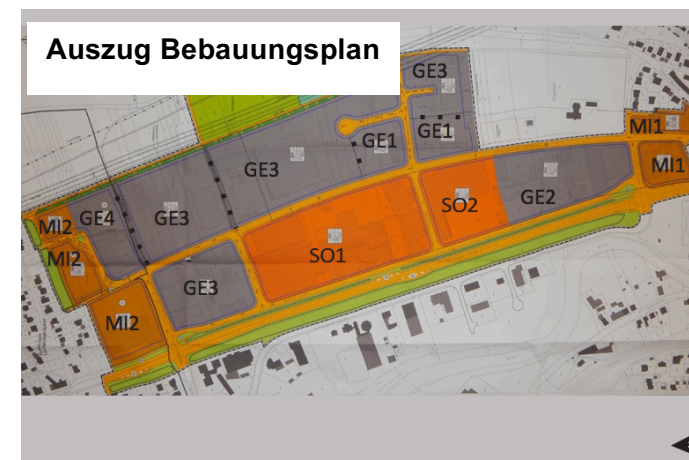 Auszug Bebauungsplan
GE3
GE1
GE1
MI1
MI1
GE3
GE2
SO2
GE3
GE4
MI2
MI2
SO1
GE3
MI2